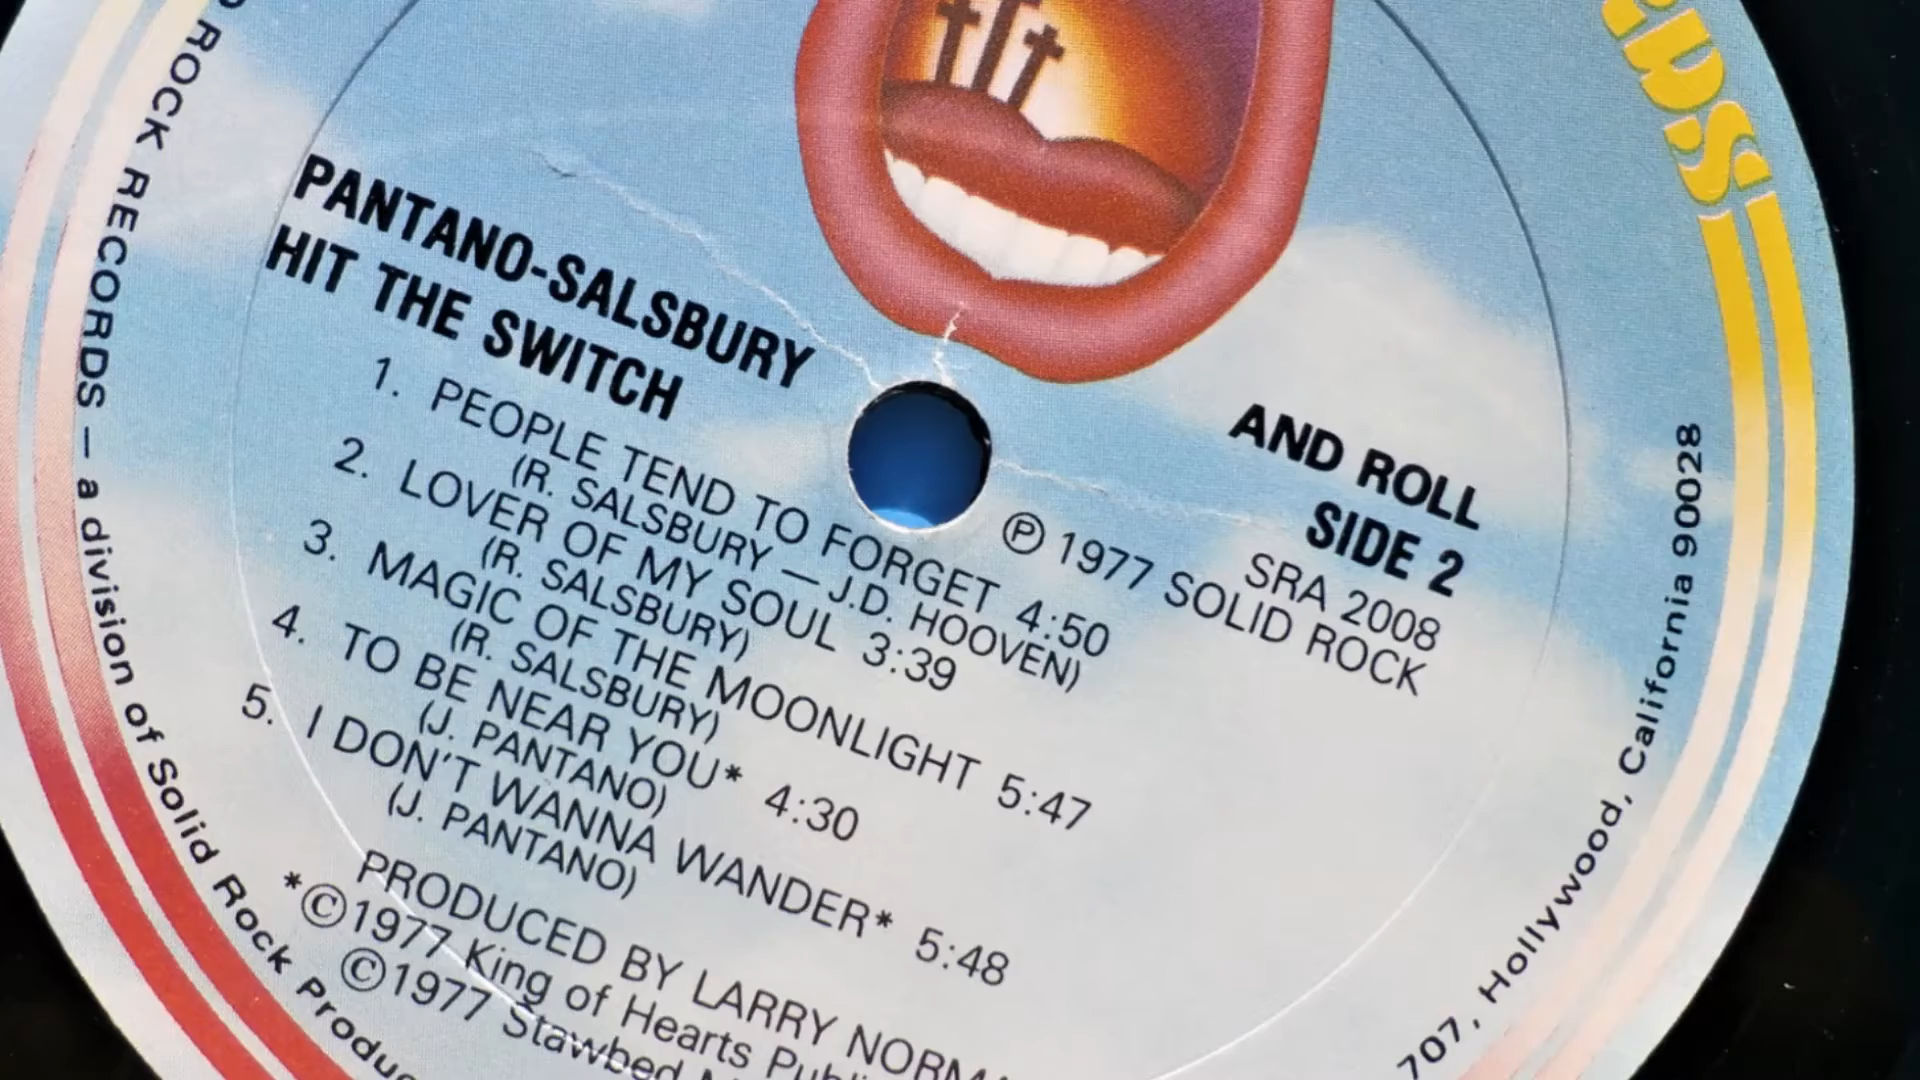 ROCK RECORDS – a division of Solid Rock
PANTANO-SALSBURY
HIT THE SWITCH
1. PEOPLE TEND TO FORGET 4:50
(R. SALSBURY – J.D. HOOVEN)
2. LOVER OF MY SOUL 3:39
(R. SALSBURY)
3. MAGIC OF THE MOONLIGHT 5:47
(R. SALSBURY)
4. TO BE NEAR YOU* 4:30
(J. PANTANO)
5. I DON'T WANNA WANDER* 5:48
(J. PANTANO)
PRODUCED BY LARRY
*©1977 King of Hearts
©1977 Stawbed
AND ROLL
SIDE 2
SRA 2008
℗ 1977 SOLID ROCK
707, Hollywood, California 90028